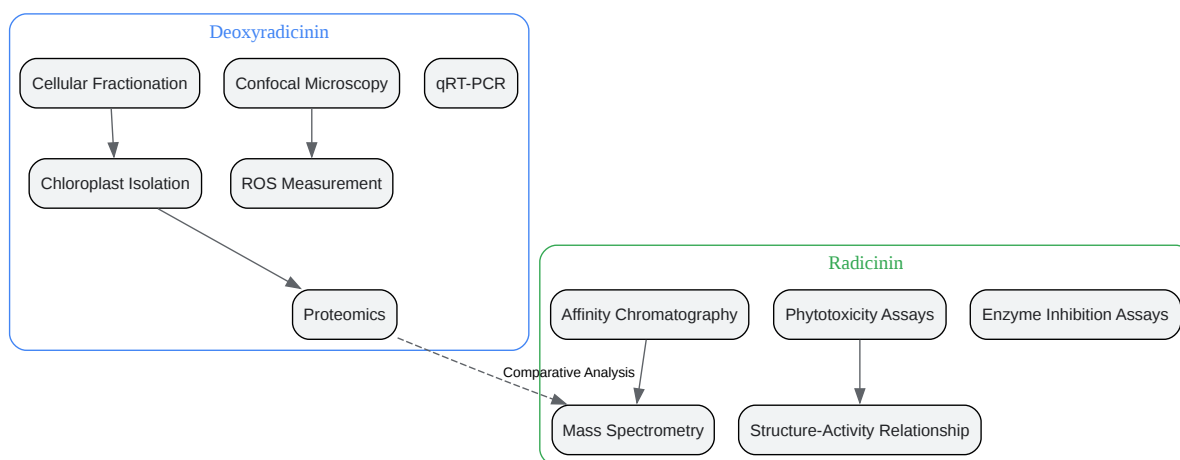 Deoxyradicinin
Cellular Fractionation
Confocal Microscopy
qRT-PCR
Chloroplast Isolation
ROS Measurement
Proteomics
Radicinin
Affinity Chromatography
Phytotoxicity Assays
Enzyme Inhibition Assays
Comparative Analysis
Mass Spectrometry
Structure-Activity Relationship